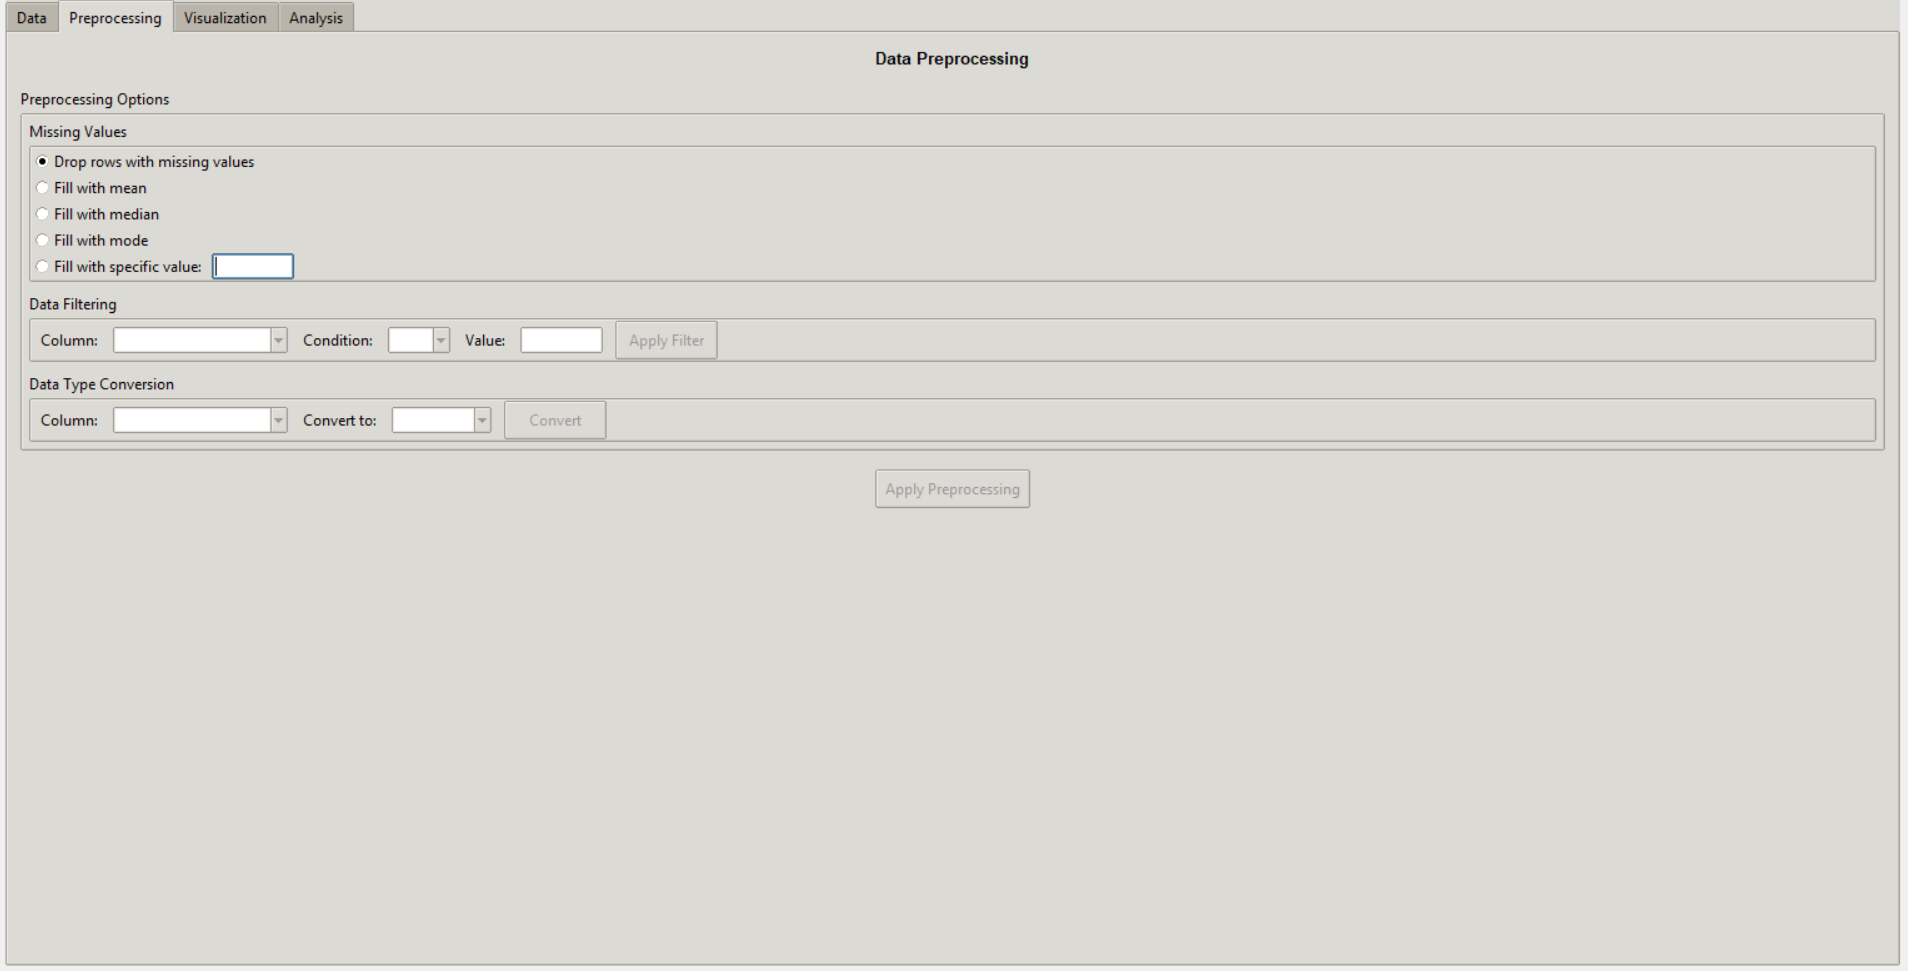 Data Preprocessing Visualization Analysis
Data Preprocessing
Preprocessing Options
Missing Values
Drop rows with missing values
Fill with mean
Fill with median
Fill with mode
Fill with specific value:
Data Filtering
Column: Condition: Value: Apply Filter
Data Type Conversion
Column: Convert to: Convert
Apply Preprocessing